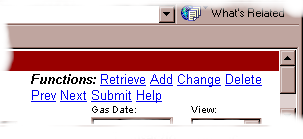 What's Related
Functions: Retrieve Add Change Delete
Prev Next Submit Help
Gas Date: View: